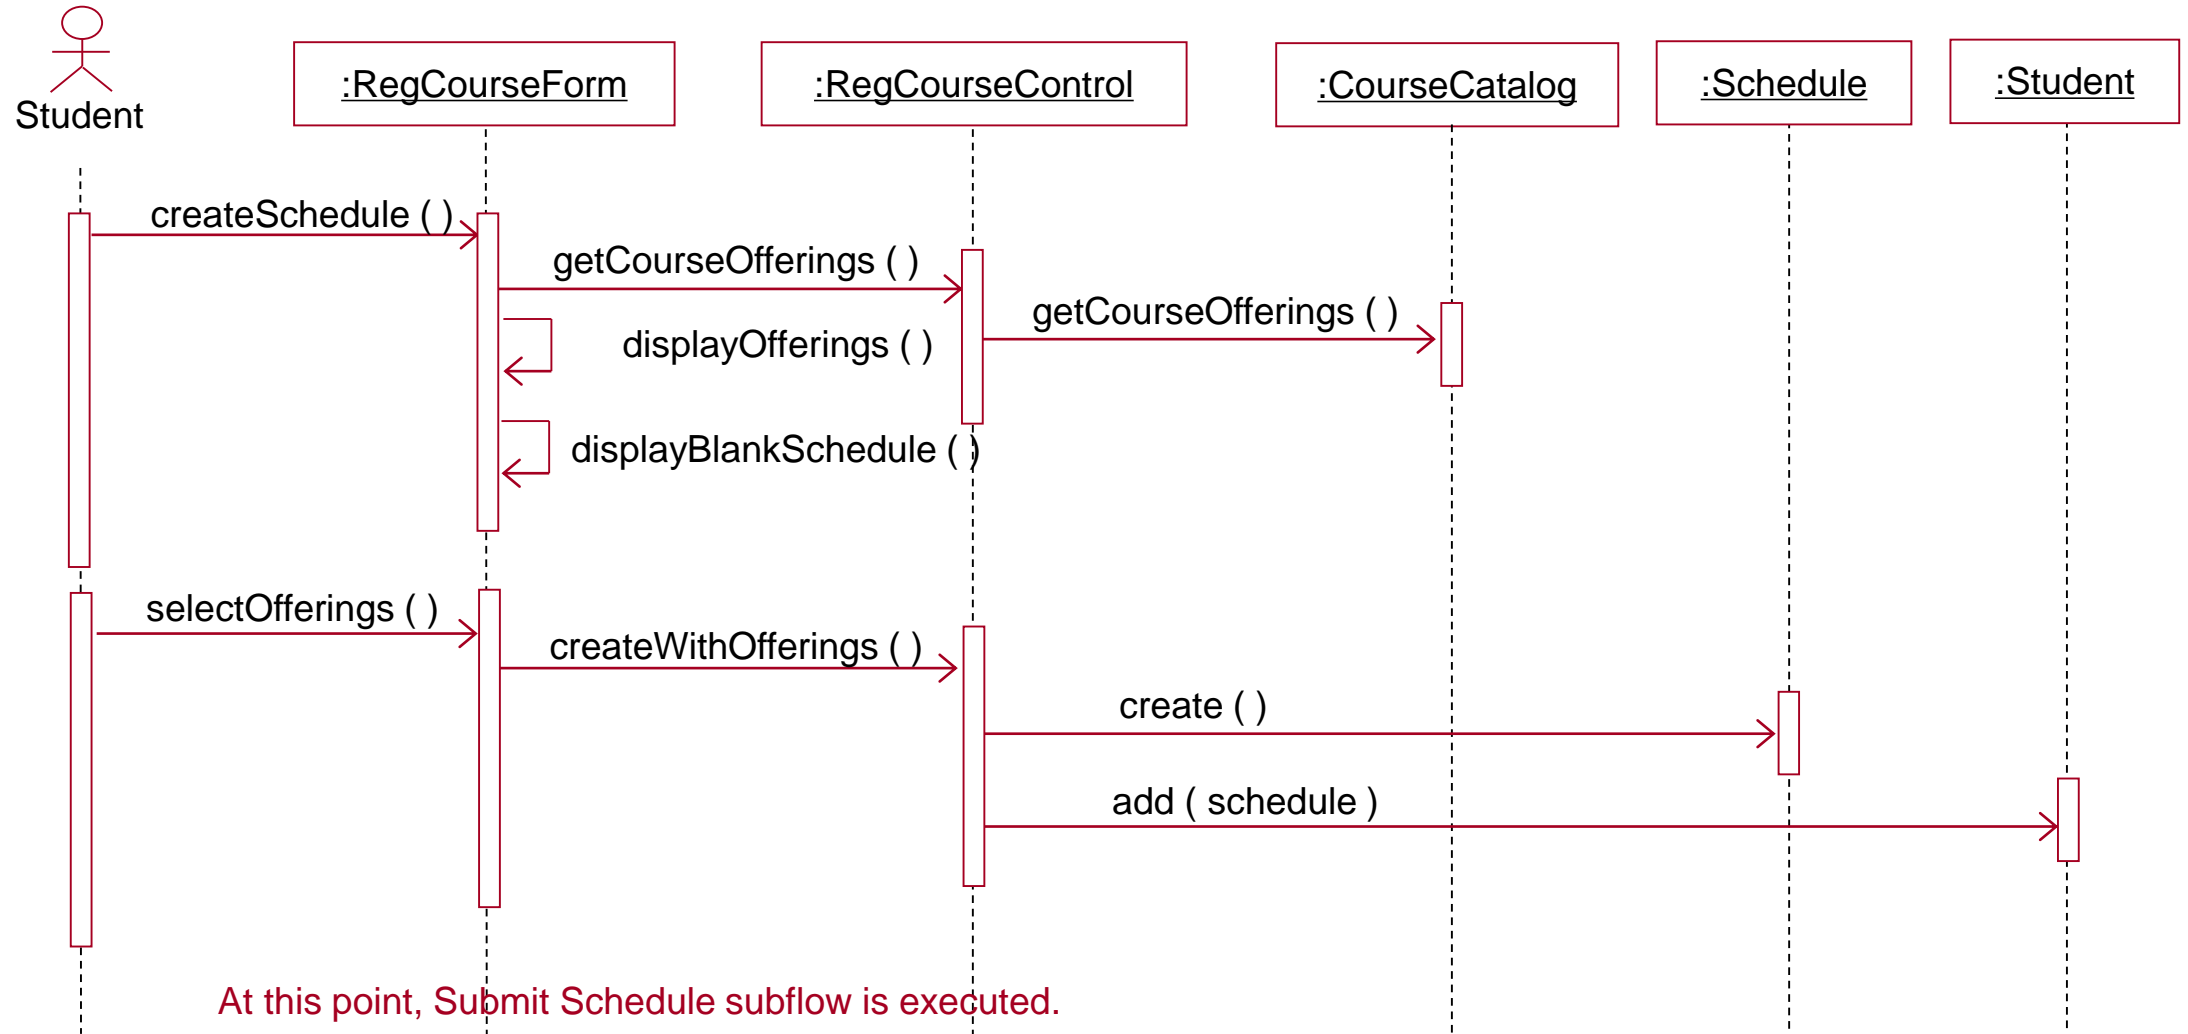 Student
:RegCourseForm
:RegCourseControl
:CourseCatalog
:Schedule
:Student
createSchedule ( )
getCourseOfferings ( )
getCourseOfferings ( )
displayOfferings ( )
displayBlankSchedule ( )
selectOfferings ( )
createWithOfferings ( )
create ( )
add ( schedule )
At this point, Submit Schedule subflow is executed.